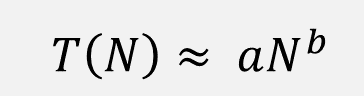 T(N) ≈ aN^b